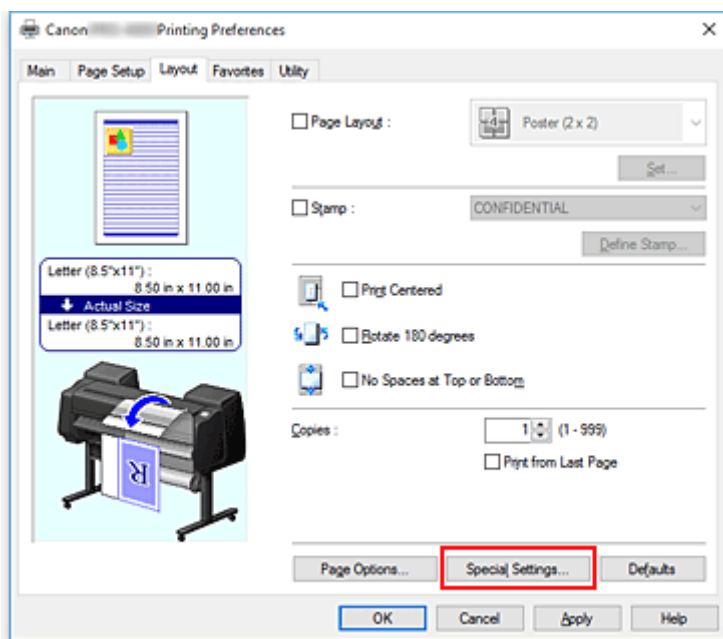 Canon Printing Preferences
Main Page Setup Layout Favorites Utility
Page Layout :
4 Poster (2 x 2)
Set...
Stamp :
CONFIDENTIAL
Define Stamp...
Letter (8.5"x11") :
8.50 in x 11.00 in
Actual Size
Letter (8.5"x11") :
8.50 in x 11.00 in
Print Centered
Rotate 180 degrees
No Spaces at Top or Bottom
R
Copies :
1 (1 - 999)
Print from Last Page
Page Options... Special Settings... Defaults
OK Cancel Apply Help